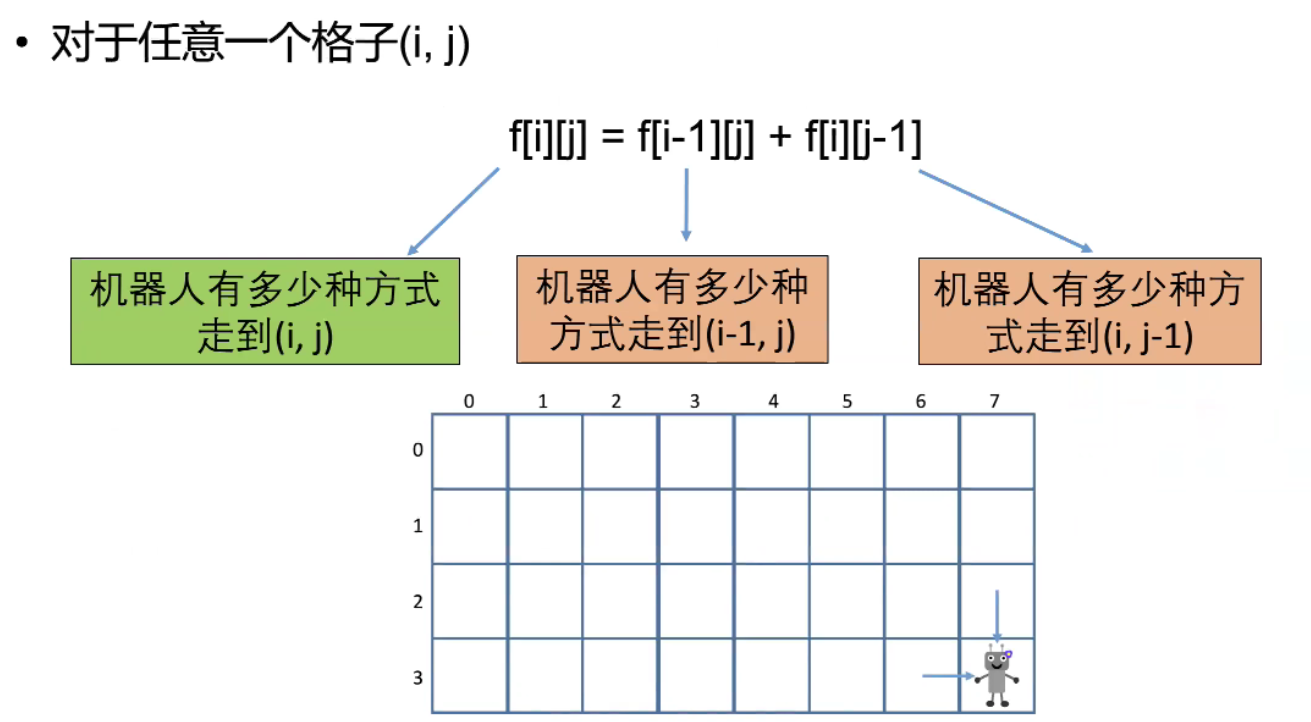 • 对于任意一个格子(i, j)
f[i][j] = f[i-1][j] + f[i][j-1]
机器人有多少种方式
走到(i, j)
机器人有多少种
方式走到(i-1, j)
机器人有多少种方
式走到(i, j-1)
0 1 2 3 4 5 6 7
0
1
2
3